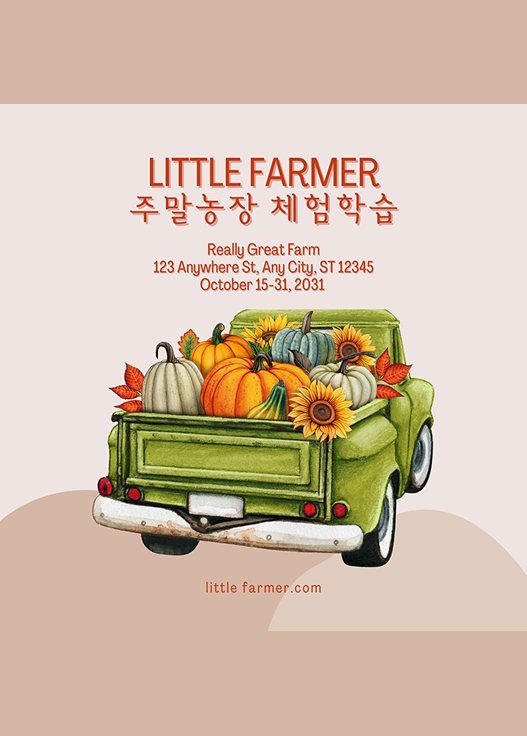 LITTLE FARMER
주말농장 체험학습
Really Great Farm
123 Anywhere St, Any City, ST 12345
October 15-31, 2031
little farmer.com